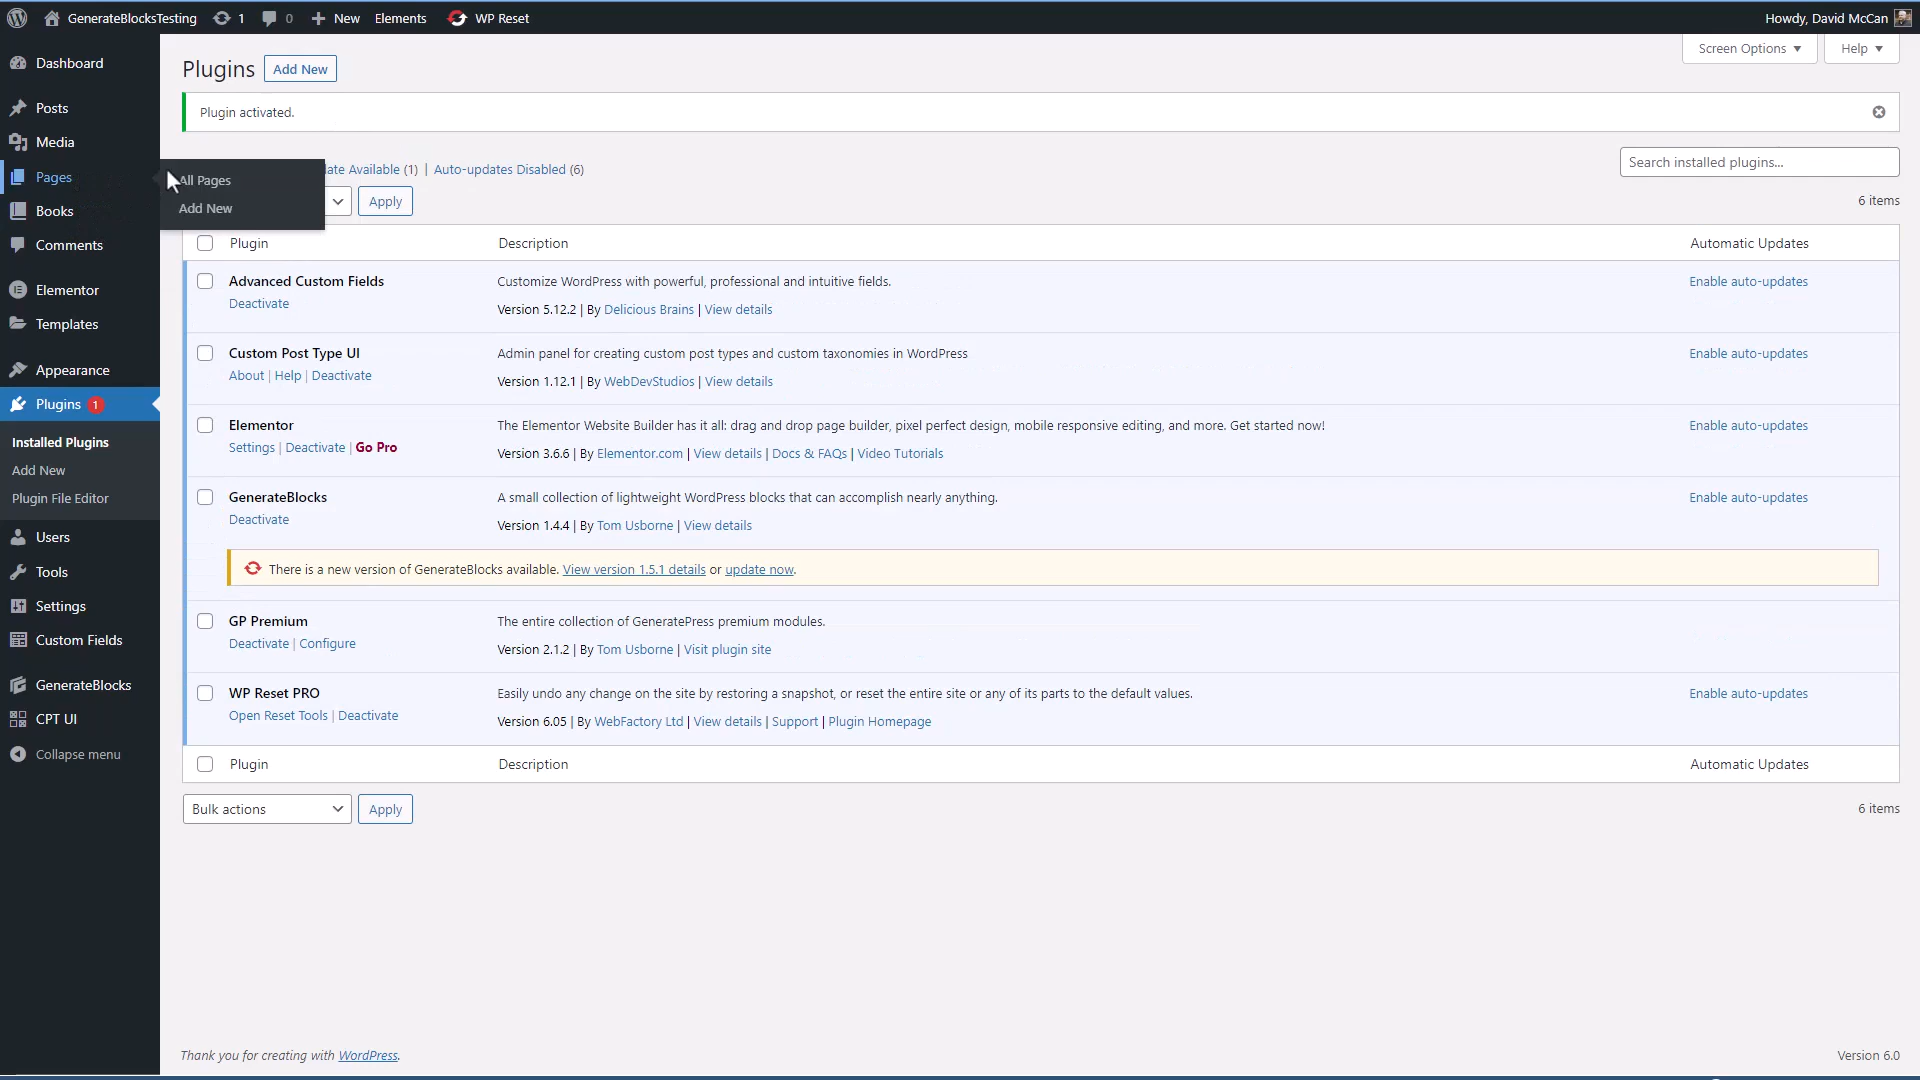 GenerateBlocksTesting 1 0 New Elements WP Reset Howdy, David McCan
Screen Options Help
Dashboard
Posts
Media
Pages
Books
Comments
Elementor
Templates
Appearance
Plugins 1
Installed Plugins
Add New
Plugin File Editor
Users
Tools
Settings
Custom Fields
GenerateBlocks
CPT UI
Collapse menu
All Pages
Add New
Plugins Add New
Plugin activated.
Available (1) | Auto-updates Disabled (6)
Search installed plugins...
Apply
6 items
Plugin Description Automatic Updates
Advanced Custom Fields
Deactivate
Customize WordPress with powerful, professional and intuitive fields.
Version 5.12.2 | By Delicious Brains | View details
Enable auto-updates
Custom Post Type UI
About | Help | Deactivate
Admin panel for creating custom post types and custom taxonomies in WordPress
Version 1.12.1 | By WebDevStudios | View details
Enable auto-updates
Elementor
Settings | Deactivate | Go Pro
The Elementor Website Builder has it all: drag and drop page builder, pixel perfect design, mobile responsive editing, and more. Get started now!
Version 3.6.6 | By Elementor.com | View details | Docs & FAQs | Video Tutorials
Enable auto-updates
GenerateBlocks
Deactivate
A small collection of lightweight WordPress blocks that can accomplish nearly anything.
Version 1.4.4 | By Tom Usborne | View details
Enable auto-updates
There is a new version of GenerateBlocks available. View version 1.5.1 details or update now.
GP Premium
Deactivate | Configure
The entire collection of GeneratePress premium modules.
Version 2.1.2 | By Tom Usborne | Visit plugin site
WP Reset PRO
Open Reset Tools | Deactivate
Easily undo any change on the site by restoring a snapshot, or reset the entire site or any of its parts to the default values.
Version 6.05 | By WebFactory Ltd | View details | Support | Plugin Homepage
Enable auto-updates
Plugin Description Automatic Updates
Bulk actions Apply
6 items
Thank you for creating with WordPress.
Version 6.0